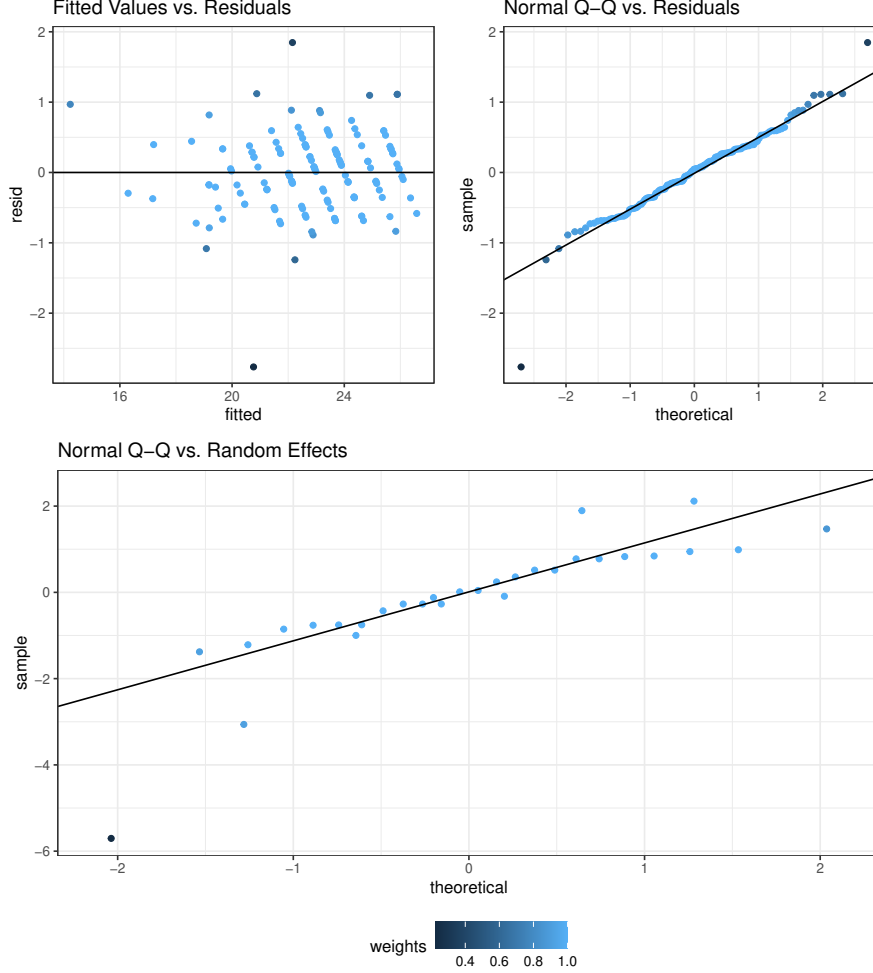 Fitted Values vs. Residuals
2
1
0
−1
−2
resid
16 20 24
fitted
Normal Q−Q vs. Residuals
2
1
0
−1
−2
sample
−2 −1 0 1 2
theoretical
Normal Q−Q vs. Random Effects
2
0
−2
−4
−6
sample
−2 −1 0 1 2
theoretical
weights
0.4 0.6 0.8 1.0